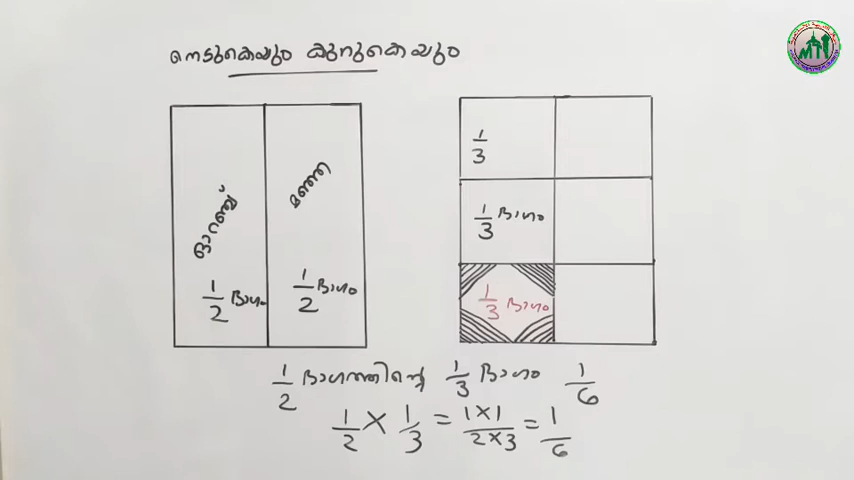 നെടുകെയും കുറുകെയും
ഓറഞ്ച്
മഞ്ഞ
1/2 ഭാഗം
1/2 ഭാഗം
1/3
1/3 ഭാഗം
1/3 ഭാഗം
1/2 ഭാഗത്തിന്റെ 1/3 ഭാഗം 1/6
1/2 × 1/3 = 1×1/2×3 = 1/6